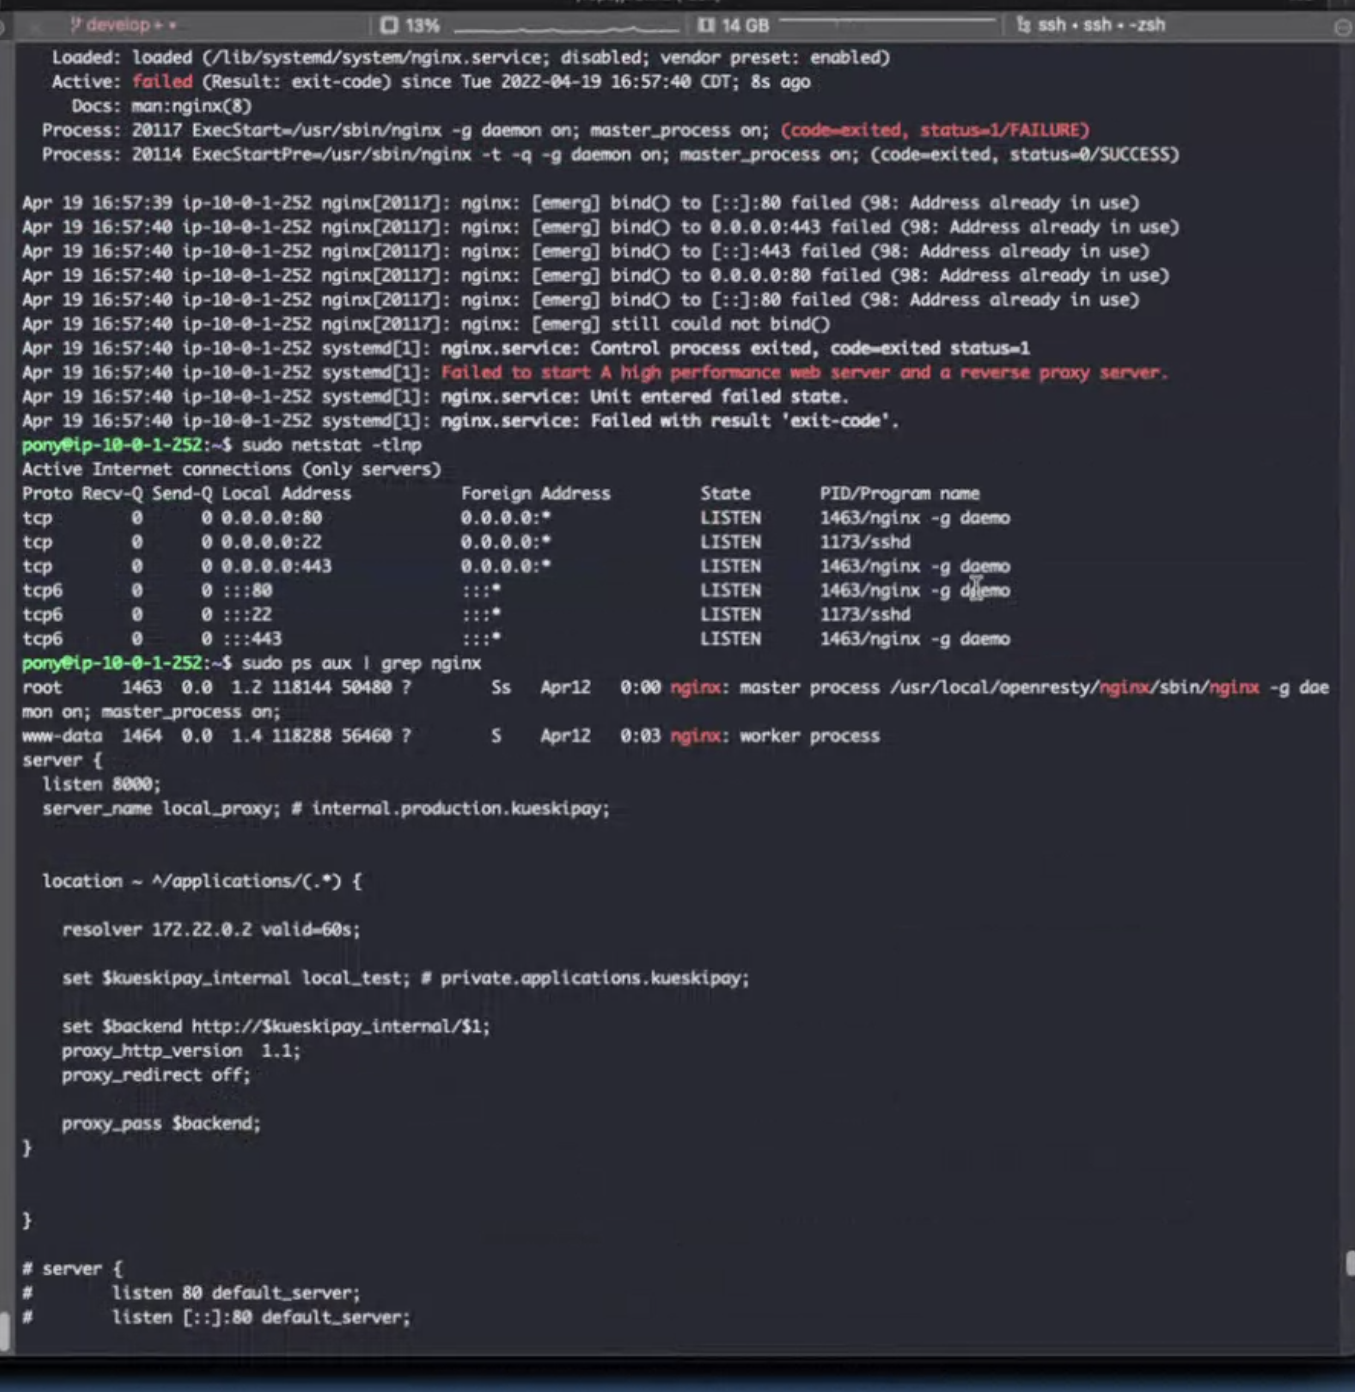 develop + •
13%
14 GB
ssh • ssh • -zsh
Loaded: loaded (/lib/systemd/system/nginx.service; disabled; vendor preset: enabled)
Active: failed (Result: exit-code) since Tue 2022-04-19 16:57:40 CDT; 8s ago
Docs: man:nginx(8)
Process: 20117 ExecStart=/usr/sbin/nginx -g daemon on; master_process on; (code=exited, status=1/FAILURE)
Process: 20114 ExecStartPre=/usr/sbin/nginx -t -q -g daemon on; master_process on; (code=exited, status=0/SUCCESS)
Apr 19 16:57:39 ip-10-0-1-252 nginx[20117]: nginx: [emerg] bind() to [::]:80 failed (98: Address already in use)
Apr 19 16:57:40 ip-10-0-1-252 nginx[20117]: nginx: [emerg] bind() to 0.0.0.0:443 failed (98: Address already in use)
Apr 19 16:57:40 ip-10-0-1-252 nginx[20117]: nginx: [emerg] bind() to [::]:443 failed (98: Address already in use)
Apr 19 16:57:40 ip-10-0-1-252 nginx[20117]: nginx: [emerg] bind() to 0.0.0.0:80 failed (98: Address already in use)
Apr 19 16:57:40 ip-10-0-1-252 nginx[20117]: nginx: [emerg] bind() to [::]:80 failed (98: Address already in use)
Apr 19 16:57:40 ip-10-0-1-252 nginx[20117]: nginx: [emerg] still could not bind()
Apr 19 16:57:40 ip-10-0-1-252 systemd[1]: nginx.service: Control process exited, code=exited status=1
Apr 19 16:57:40 ip-10-0-1-252 systemd[1]: Failed to start A high performance web server and a reverse proxy server.
Apr 19 16:57:40 ip-10-0-1-252 systemd[1]: nginx.service: Unit entered failed state.
Apr 19 16:57:40 ip-10-0-1-252 systemd[1]: nginx.service: Failed with result 'exit-code'.
pony@ip-10-0-1-252:~$ sudo netstat -tlnp
Active Internet connections (only servers)
Proto Recv-Q Send-Q Local Address           Foreign Address         State       PID/Program name
tcp        0      0 0.0.0.0:80              0.0.0.0:*               LISTEN      1463/nginx -g daemo
tcp        0      0 0.0.0.0:22              0.0.0.0:*               LISTEN      1173/sshd
tcp        0      0 0.0.0.0:443             0.0.0.0:*               LISTEN      1463/nginx -g daemo
tcp6       0      0 :::80                   :::*                    LISTEN      1463/nginx -g daemo
tcp6       0      0 :::22                   :::*                    LISTEN      1173/sshd
tcp6       0      0 :::443                  :::*                    LISTEN      1463/nginx -g daemo
pony@ip-10-0-1-252:~$ sudo ps aux | grep nginx
root      1463  0.0  1.2 118144 50480 ?        Ss   Apr12   0:00 nginx: master process /usr/local/openresty/nginx/sbin/nginx -g dae
mon on; master_process on;
www-data  1464  0.0  1.4 118288 56460 ?        S    Apr12   0:03 nginx: worker process
server {
listen 8000;
server_name local_proxy; # internal.production.kueskipay;
location ~ ^/applications/(.*) {
resolver 172.22.0.2 valid=60s;
set $kueskipay_internal local_test; # private.applications.kueskipay;
set $backend http://$kueskipay_internal/$1;
proxy_http_version  1.1;
proxy_redirect off;
proxy_pass $backend;
}
}
# server {
#        listen 80 default_server;
#        listen [::]:80 default_server;